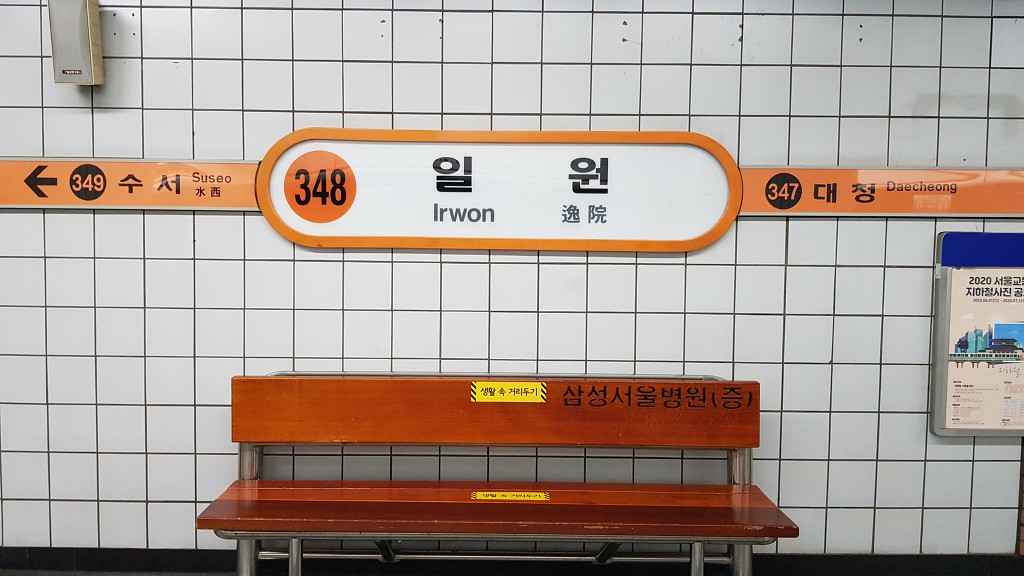 348
일 원
Irwon 逸院
349 수 서 Suseo
水西
347 대 청 Daecheong
2020 서울교
지하철사진 공
생활 속 거리두기
삼성서울병원(증)
생활 속 거리두기